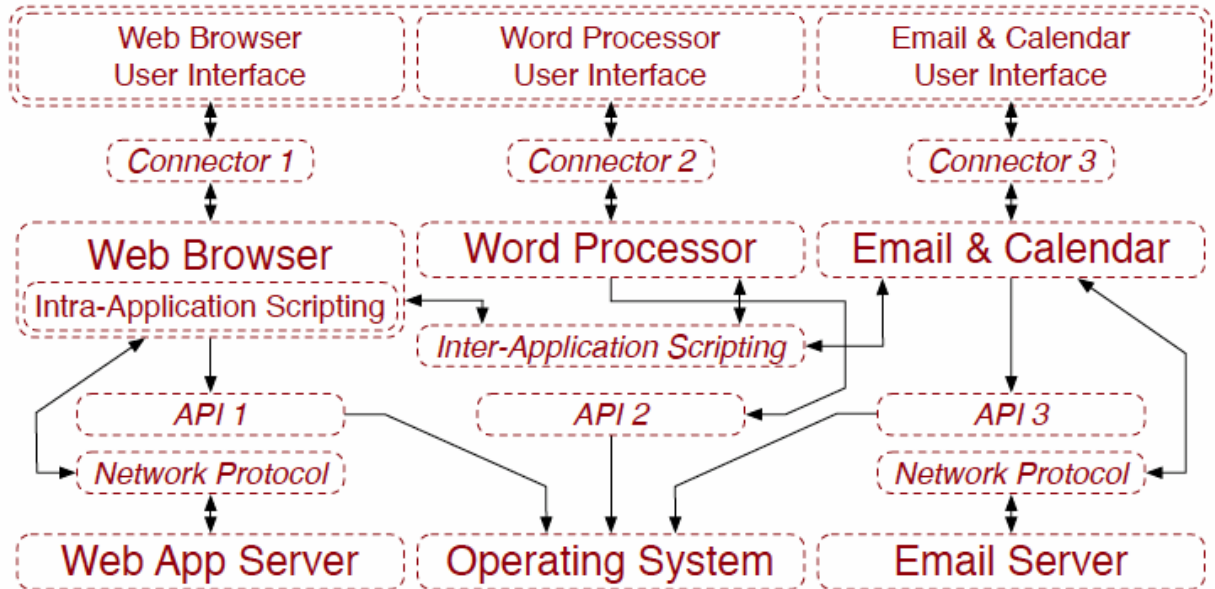 Web Browser
User Interface
Word Processor
User Interface
Email & Calendar
User Interface
Connector 1
Connector 2
Connector 3
Web Browser
Intra-Application Scripting
Word Processor
Email & Calendar
Inter-Application Scripting
API 1
API 2
API 3
Network Protocol
Network Protocol
Web App Server
Operating System
Email Server